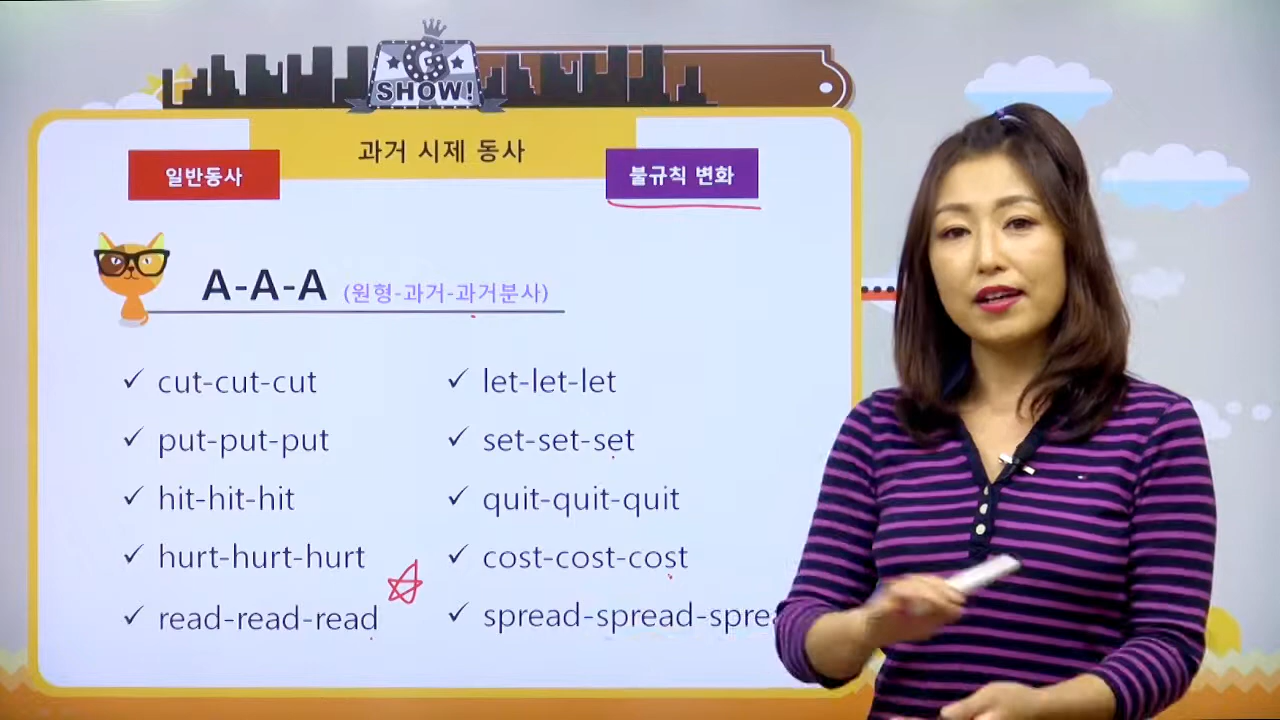 G
SHOW!
과거 시제 동사
일반동사
불규칙 변화
A-A-A (원형-과거-과거분사)
✓ cut-cut-cut
✓ let-let-let
✓ put-put-put
✓ set-set-set
✓ hit-hit-hit
✓ quit-quit-quit
✓ hurt-hurt-hurt
✓ cost-cost-cost
✓ read-read-read
✓ spread-spread-sprea